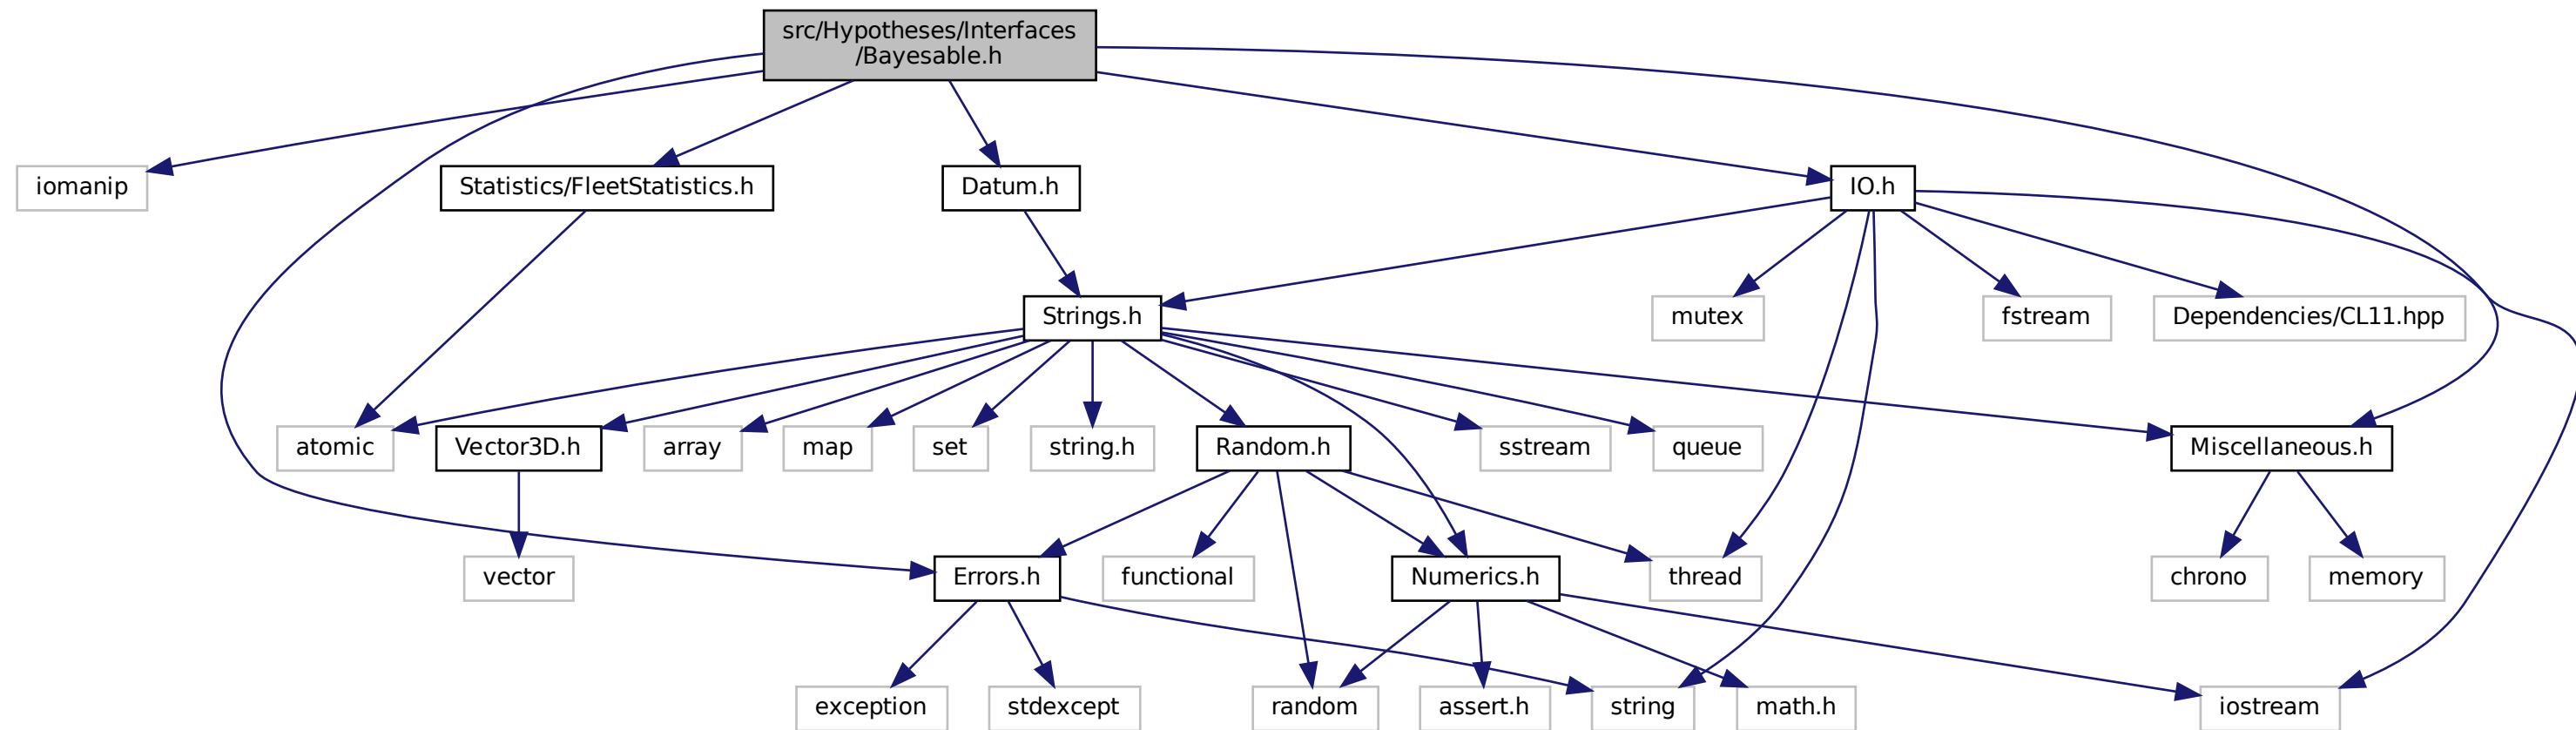 src/Hypotheses/Interfaces
/Bayesable.h
iomanip
Statistics/FleetStatistics.h
Datum.h
IO.h
Strings.h
mutex
fstream
Dependencies/CL11.hpp
atomic
Vector3D.h
array
map
set
string.h
Random.h
sstream
queue
Miscellaneous.h
vector
Errors.h
functional
Numerics.h
thread
chrono
memory
exception
stdexcept
random
assert.h
string
math.h
iostream